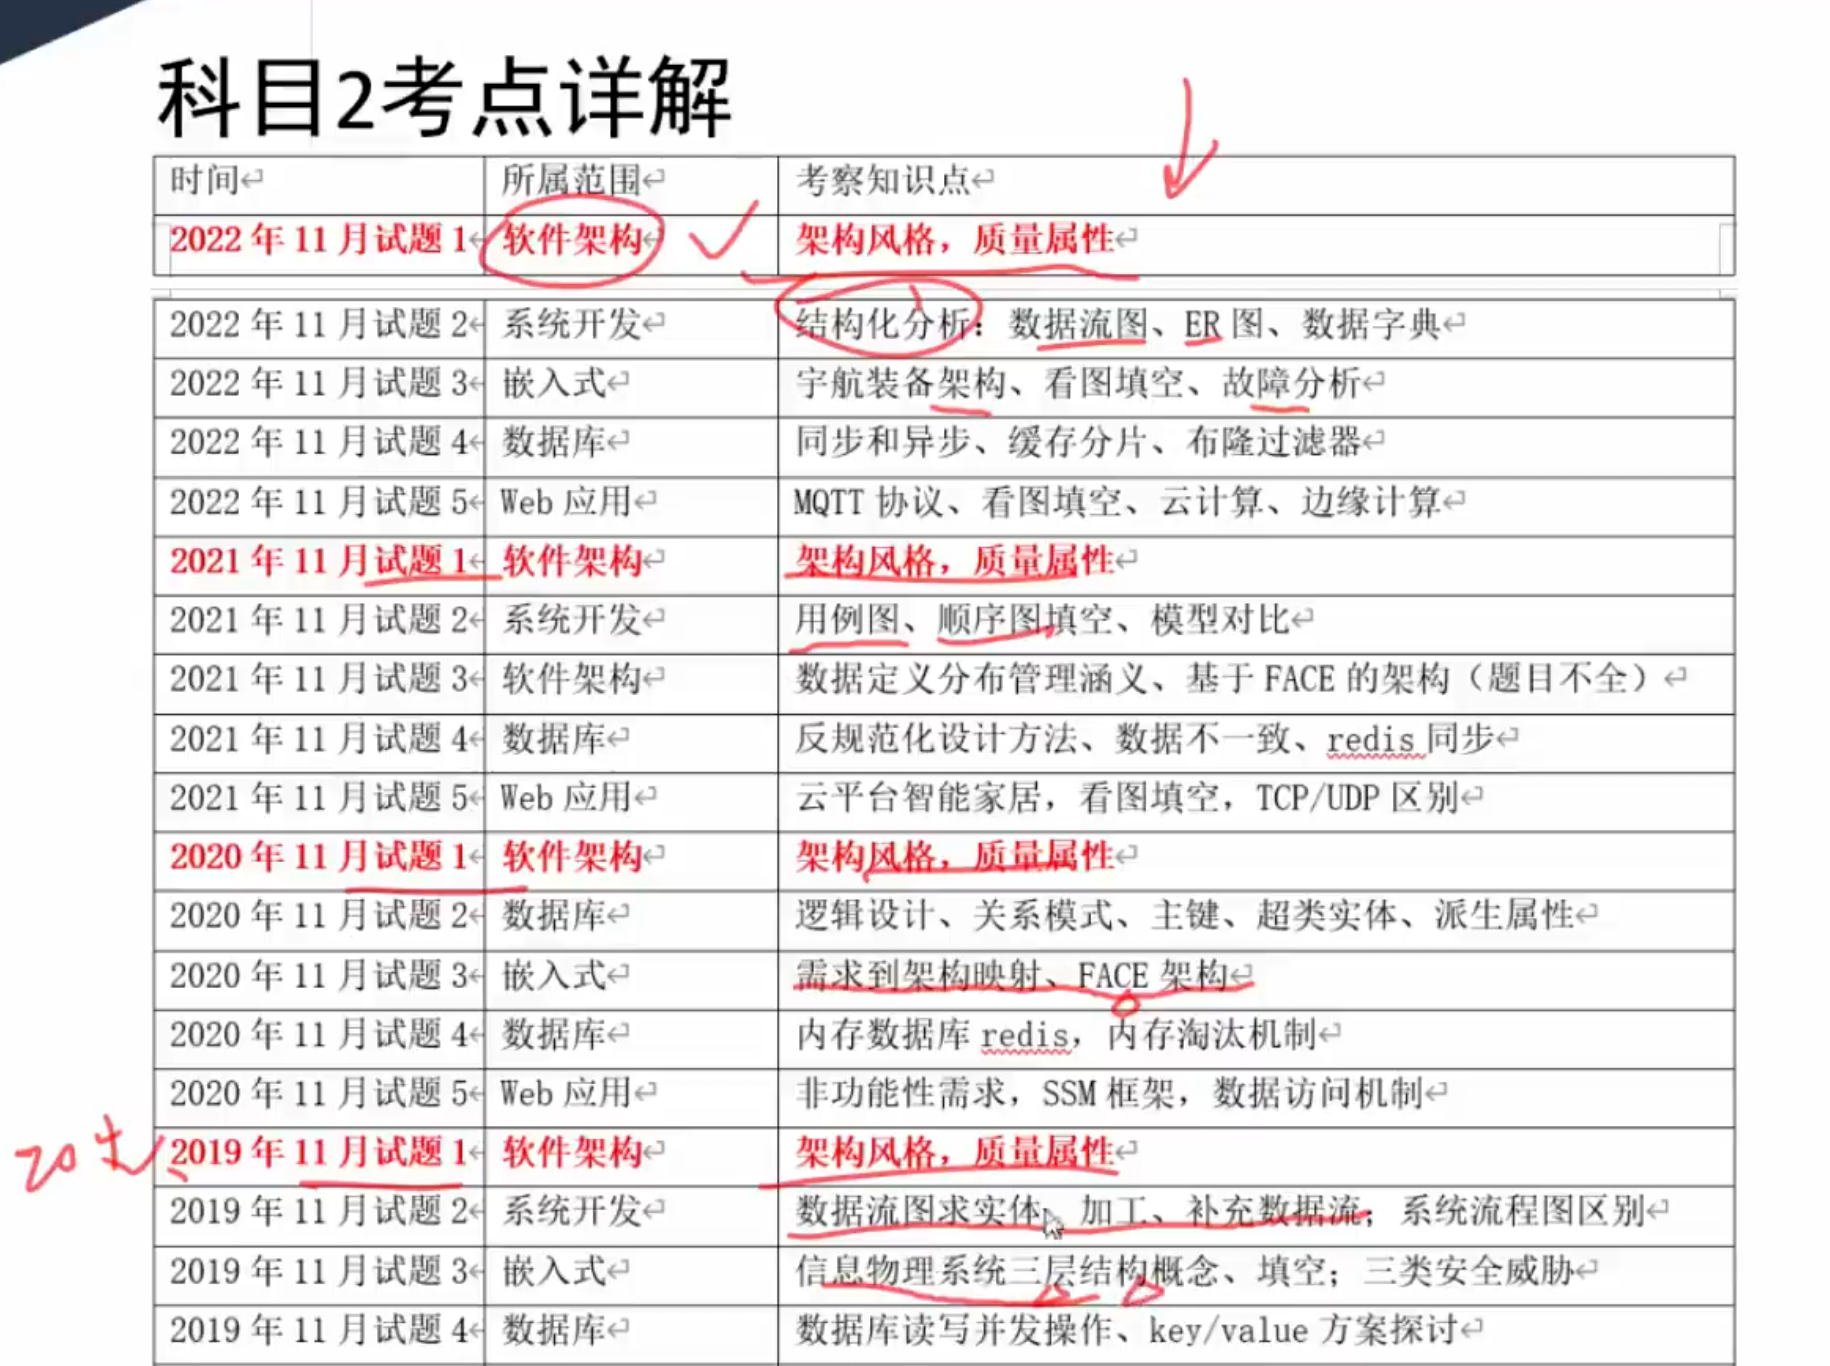 科目2考点详解
时间 所属范围 考察知识点
2022年11月试题1 软件架构 架构风格，质量属性
2022年11月试题2 系统开发 结构化分析：数据流图、ER图、数据字典
2022年11月试题3 嵌入式 宇航装备架构、看图填空、故障分析
2022年11月试题4 数据库 同步和异步、缓存分片、布隆过滤器
2022年11月试题5 Web应用 MQTT协议、看图填空、云计算、边缘计算
2021年11月试题1 软件架构 架构风格，质量属性
2021年11月试题2 系统开发 用例图、顺序图填空、模型对比
2021年11月试题3 软件架构 数据定义分布管理涵义、基于FACE的架构（题目不全）
2021年11月试题4 数据库 反规范化设计方法、数据不一致、redis同步
2021年11月试题5 Web应用 云平台智能家居，看图填空，TCP/UDP区别
2020年11月试题1 软件架构 架构风格，质量属性
2020年11月试题2 数据库 逻辑设计、关系模式、主键、超类实体、派生属性
2020年11月试题3 嵌入式 需求到架构映射、FACE架构
2020年11月试题4 数据库 内存数据库redis，内存淘汰机制
2020年11月试题5 Web应用 非功能性需求，SSM框架，数据访问机制
2019年11月试题1 软件架构 架构风格，质量属性
2019年11月试题2 系统开发 数据流图求实体、加工、补充数据流；系统流程图区别
2019年11月试题3 嵌入式 信息物理系统三层结构概念、填空；三类安全威胁
2019年11月试题4 数据库 数据库读写并发操作、key/value方案探讨